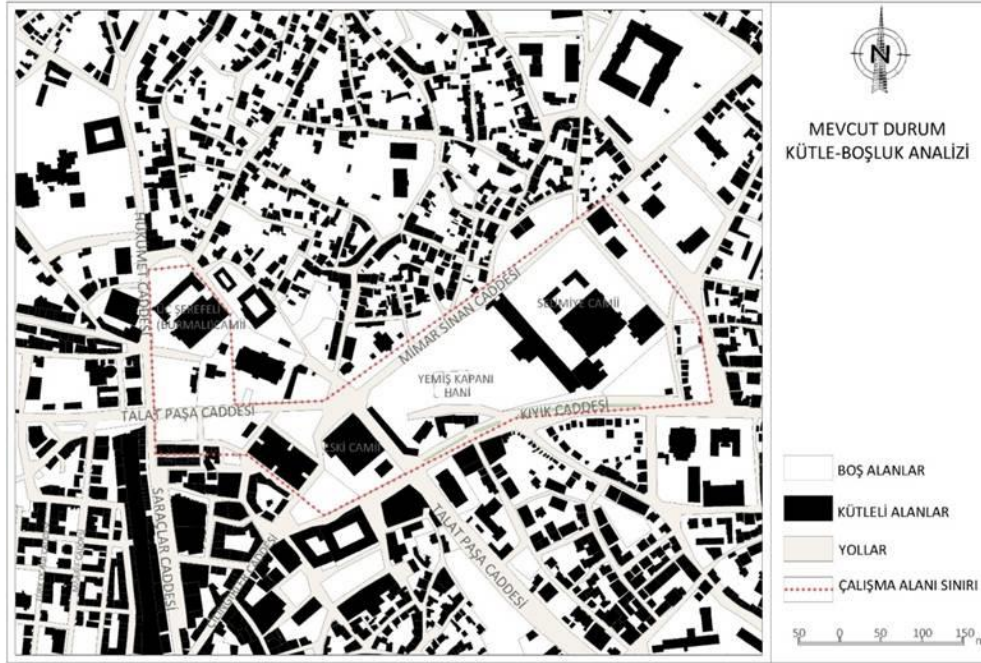 N
MEVCUT DURUM
KÜTLE-BOŞLUK ANALİZİ
HÜKÜMET CADDESİ
ÜÇ ŞEREFELİ
(BURMALI)CAMİİ
MİMAR SİNAN CADDESİ
SELİMİYE CAMİİ
YEMİŞ KAPANI
HANI
TALAT PAŞA CADDESİ
KIYIK CADDESİ
ESKİ CAMİİ
SARAÇLAR CADDESİ
TALAT PAŞA CADDESİ
BOŞ ALANLAR
KÜTLELİ ALANLAR
YOLLAR
ÇALIŞMA ALANI SINIRI
50 0 50 100 150 m